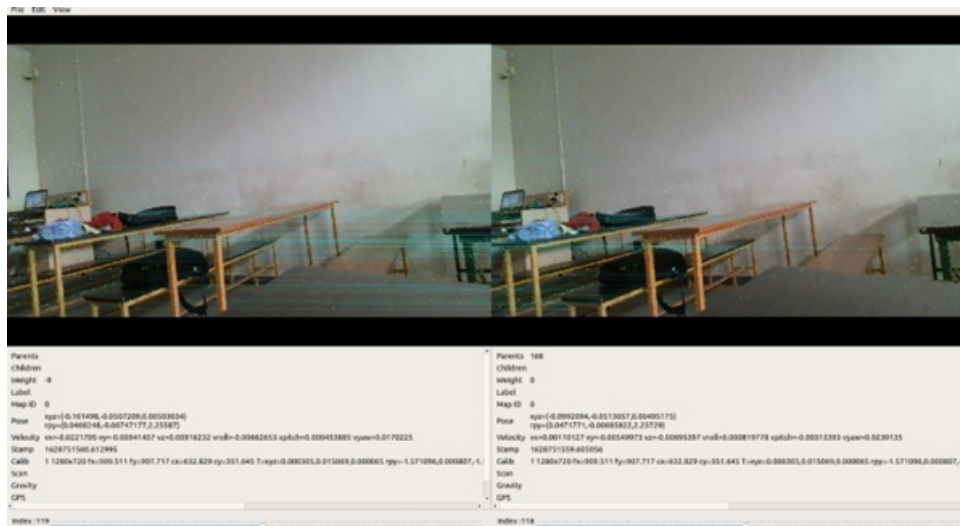 File Edit View
Parents
Children
Weight -9
Label
Map ID 0
Pose xyz=(-0.101498,-0.0507209,0.00503034)
rpy=(0.0468248,-0.00747177,2.25587)
Velocity vx=-0.0221705 vy=-0.00941457 vz=0.00916232 vroll=-0.00862653 vpitch=0.000453885 vyaw=0.0170225
Stamp 1628751560.612995
Calib 1 1280x720 fx=909.511 fy=907.717 cx=632.829 cy=351.645 T=xyz=0.000305,0.015069,0.000065 rpy=-1.571096,0.000807,-1.
Scan
Gravity
GPS
Index :119
Parents 108
Children
Weight 0
Label
Map ID 0
Pose xyz=(-0.0992094,-0.0513057,0.00495175)
rpy=(0.0471771,-0.00685822,2.23729)
Velocity vx=0.00110127 vy=-0.00549973 vz=0.00695397 vroll=0.000819778 vpitch=-0.00315393 vyaw=0.0239135
Stamp 1628751559.605056
Calib 1 1280x720 fx=909.511 fy=907.717 cx=632.829 cy=351.645 T=xyz=0.000305,0.015069,0.000065 rpy=-1.571096,0.000807,
Scan
Gravity
GPS
Index :118